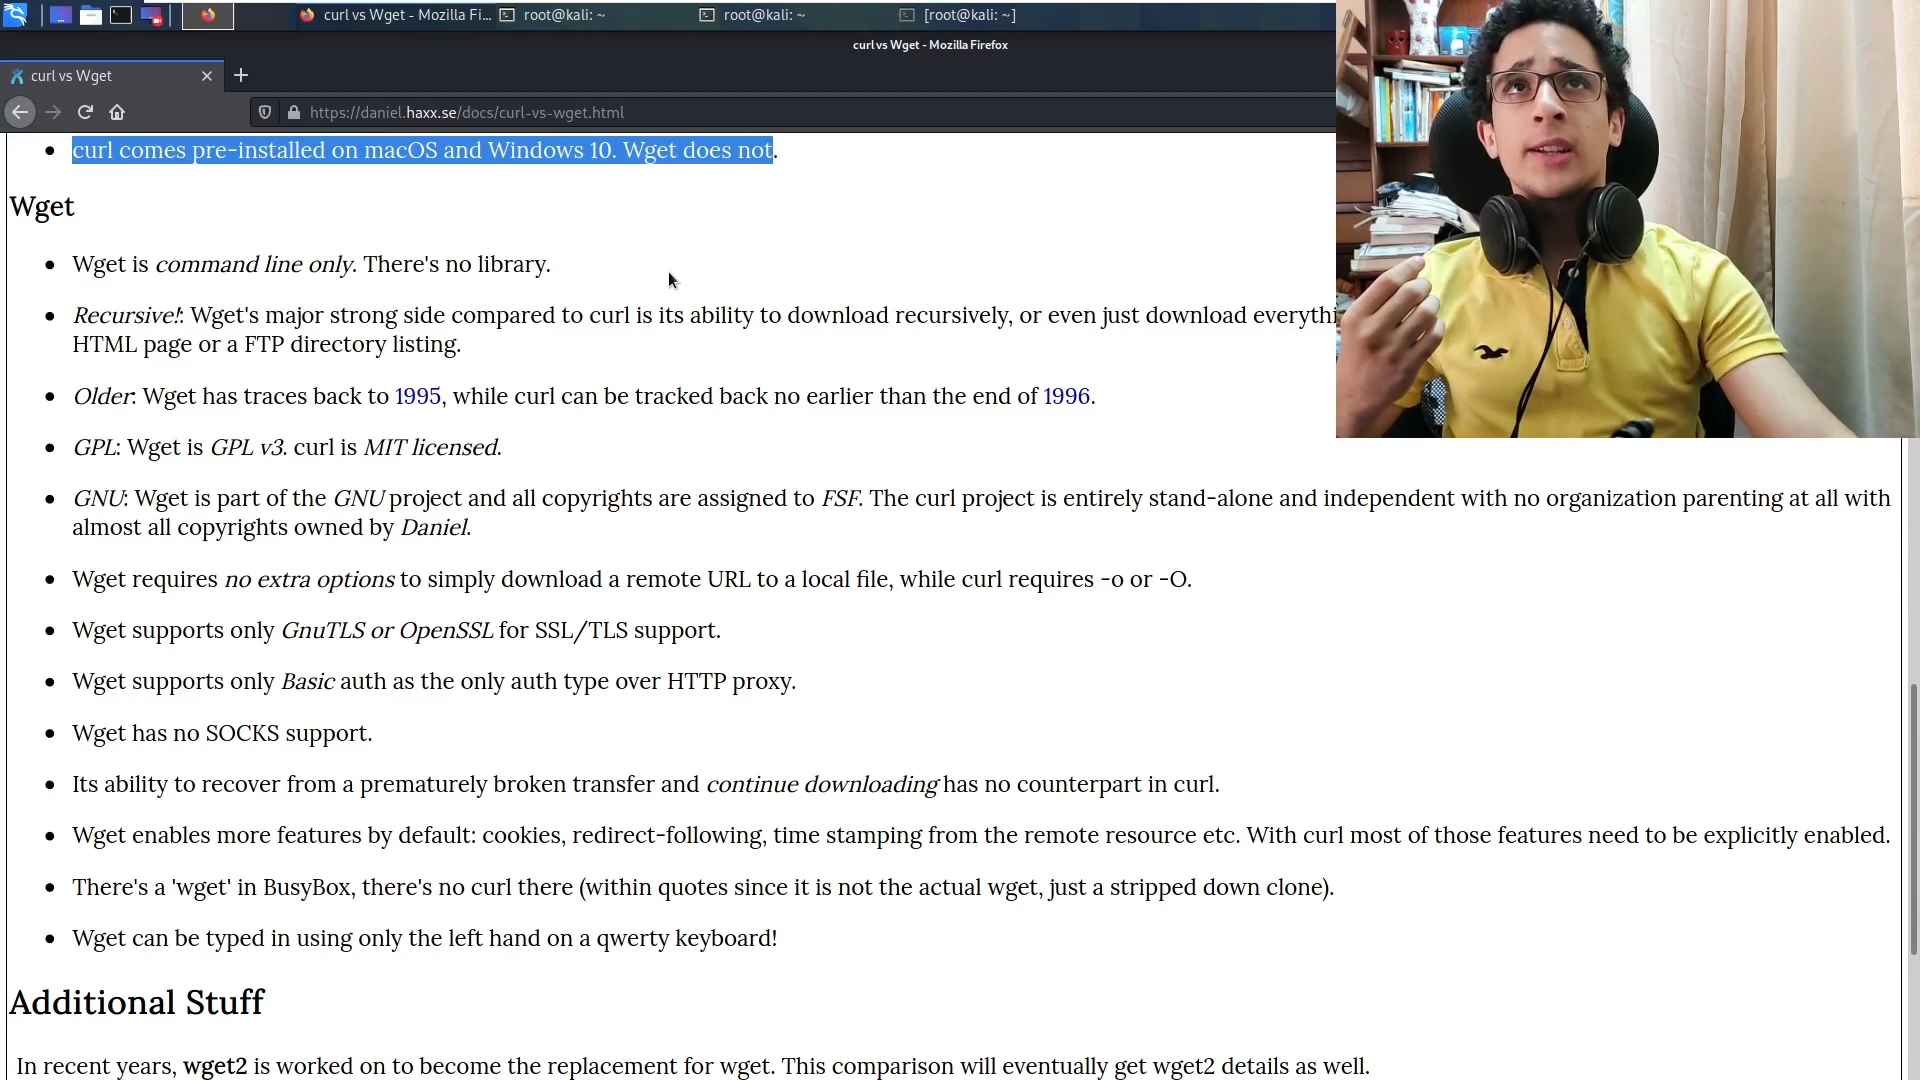 curl vs Wget - Mozilla Fi...
root@kali: ~
root@kali: ~
[root@kali: ~]
curl vs Wget - Mozilla Firefox
curl vs Wget
https://daniel.haxx.se/docs/curl-vs-wget.html
curl comes pre-installed on macOS and Windows 10. Wget does not.
Wget
Wget is command line only. There's no library.
Recursive!: Wget's major strong side compared to curl is its ability to download recursively, or even just download
HTML page or a FTP directory listing.
Older: Wget has traces back to 1995, while curl can be tracked back no earlier than the end of 1996.
GPL: Wget is GPL v3. curl is MIT licensed.
GNU: Wget is part of the GNU project and all copyrights are assigned to FSF. The curl project is entirely stand-alone and independent with no organization parenting at all with
almost all copyrights owned by Daniel.
Wget requires no extra options to simply download a remote URL to a local file, while curl requires -o or -O.
Wget supports only GnuTLS or OpenSSL for SSL/TLS support.
Wget supports only Basic auth as the only auth type over HTTP proxy.
Wget has no SOCKS support.
Its ability to recover from a prematurely broken transfer and continue downloading has no counterpart in curl.
Wget enables more features by default: cookies, redirect-following, time stamping from the remote resource etc. With curl most of those features need to be explicitly enabled.
There's a 'wget' in BusyBox, there's no curl there (within quotes since it is not the actual wget, just a stripped down clone).
Wget can be typed in using only the left hand on a qwerty keyboard!
Additional Stuff
In recent years, wget2 is worked on to become the replacement for wget. This comparison will eventually get wget2 details as well.